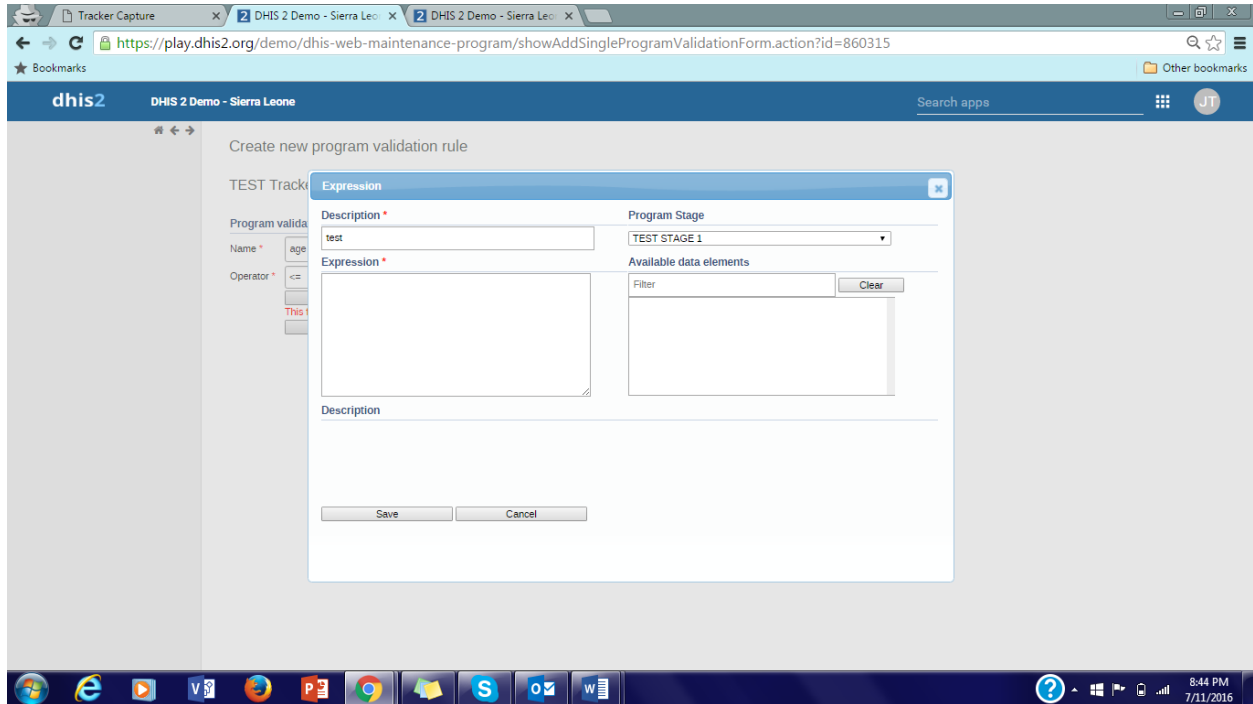 Tracker Capture
DHIS 2 Demo - Sierra Leo
DHIS 2 Demo - Sierra Leo
https://play.dhis2.org/demo/dhis-web-maintenance-program/showAddSingleProgramValidationForm.action?id=860315
Bookmarks
Other bookmarks
dhis2
DHIS 2 Demo - Sierra Leone
Search apps
JT
Create new program validation rule
TEST Tracke
Expression
Program valida
Name *
age
Operator *
<=
This f
Description *
Program Stage
test
TEST STAGE 1
Expression *
Available data elements
Filter
Clear
Description
Save
Cancel
8:44 PM
7/11/2016